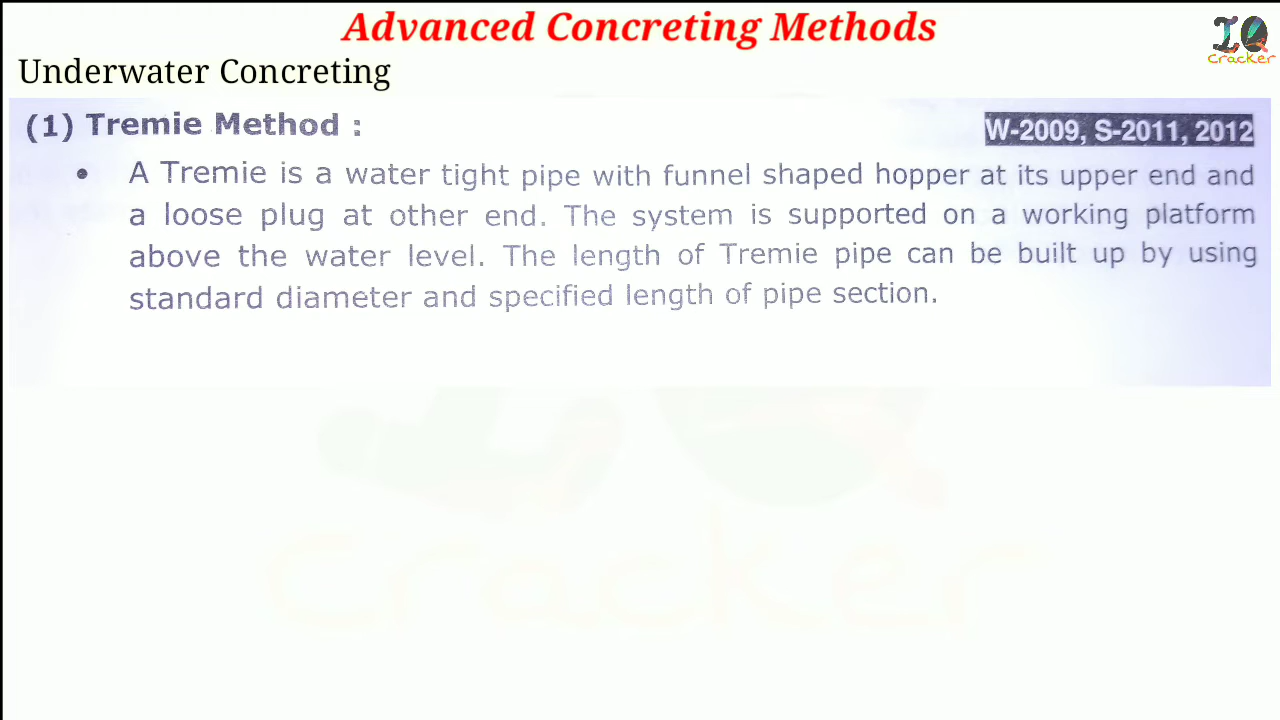 Advanced Concreting Methods
IQ
Cracker
Underwater Concreting
(1) Tremie Method :
W-2009, S-2011, 2012
• A Tremie is a water tight pipe with funnel shaped hopper at its upper end and
a loose plug at other end. The system is supported on a working platform
above the water level. The length of Tremie pipe can be built up by using
standard diameter and specified length of pipe section.
Cracker